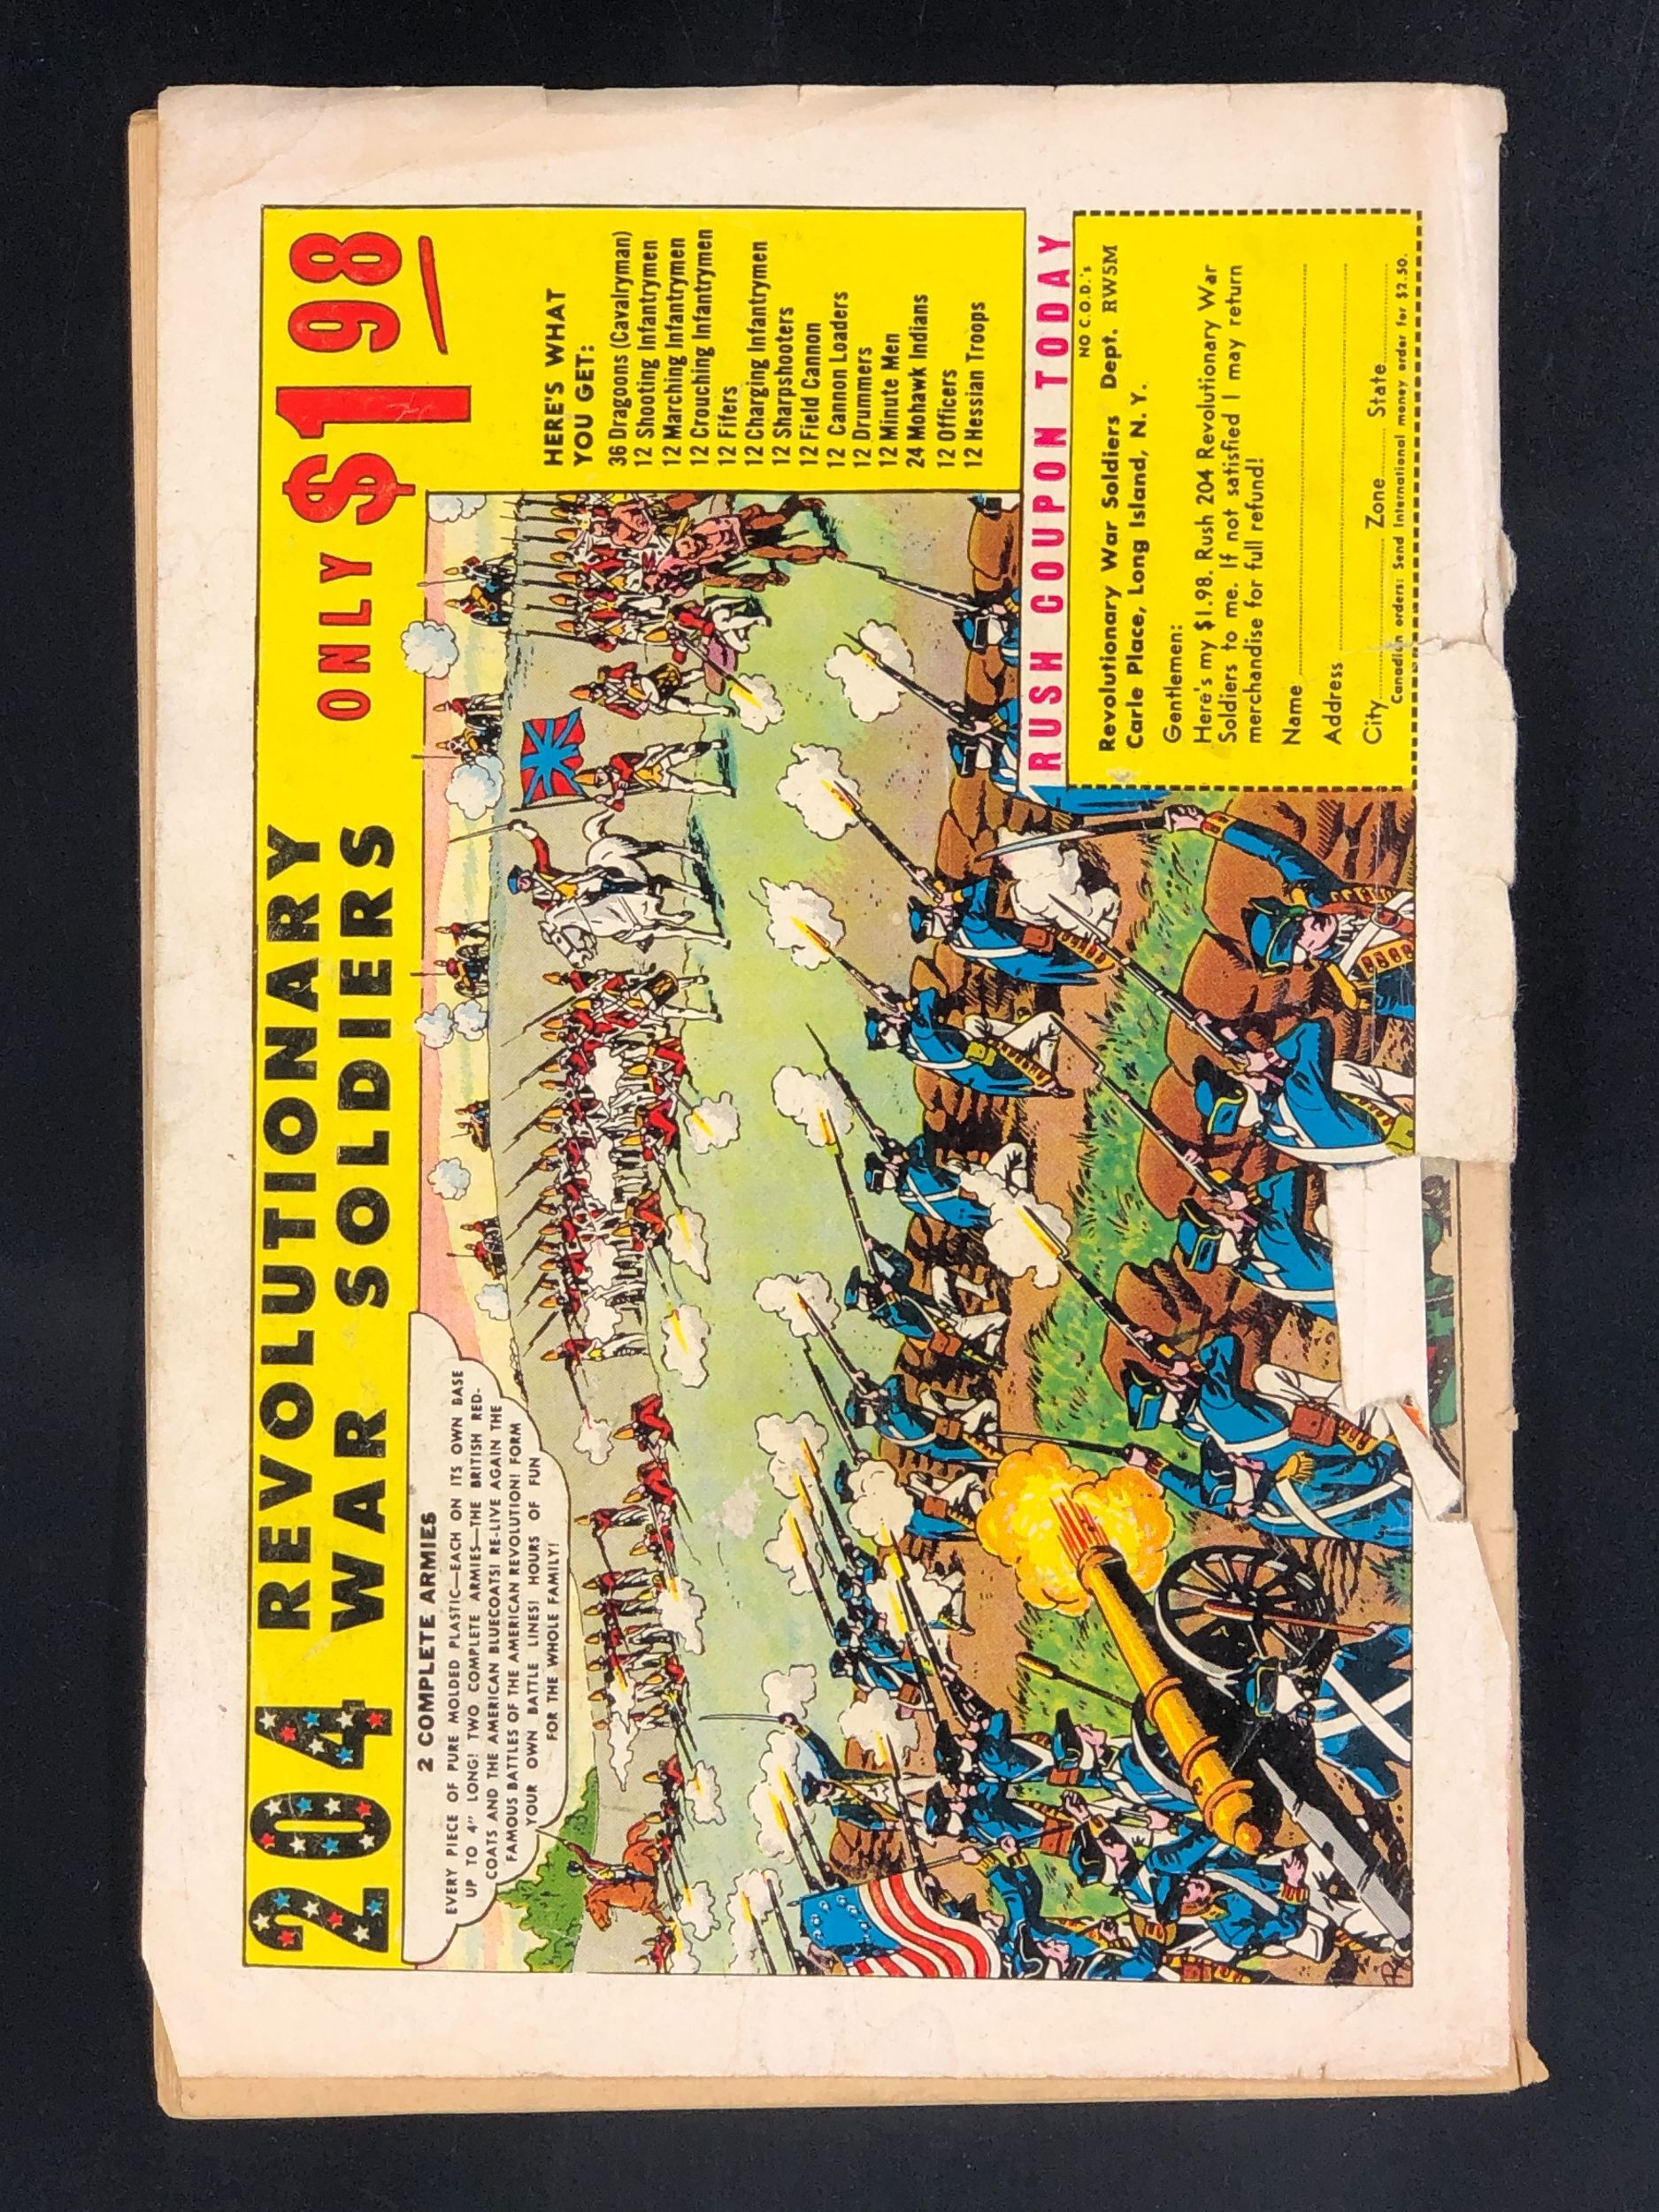 204 REVOLUTIONARY
WAR SOLDIERS
ONLY $1 98
2 COMPLETE ARMIES
EVERY PIECE OF PURE MOLDED PLASTIC—EACH ON ITS OWN BASE
UP TO 4" LONG! TWO COMPLETE ARMIES—THE BRITISH RED-
COATS AND THE AMERICAN BLUECOATS! RE-LIVE AGAIN THE
FAMOUS BATTLES OF THE AMERICAN REVOLUTION! FORM
YOUR OWN BATTLE LINES! HOURS OF FUN
FOR THE WHOLE FAMILY!
HERE'S WHAT
YOU GET:
36 Dragoons (Cavalryman)
12 Shooting Infantrymen
12 Marching Infantrymen
12 Crouching Infantrymen
12 Fifers
12 Charging Infantrymen
12 Sharpshooters
12 Field Cannon
12 Cannon Loaders
12 Drummers
12 Minute Men
24 Mohawk Indians
12 Officers
12 Hessian Troops
RUSH COUPON TODAY
NO C.O.D.'s
Revolutionary War Soldiers Dept. RW5M
Carle Place, Long Island, N. Y.
Gentlemen:
Here's my $1.98. Rush 204 Revolutionary War
Soldiers to me. If not satisfied I may return
merchandise for full refund!
Name
Address
City Zone State
Canadian orders: Send International money order for $2.50.